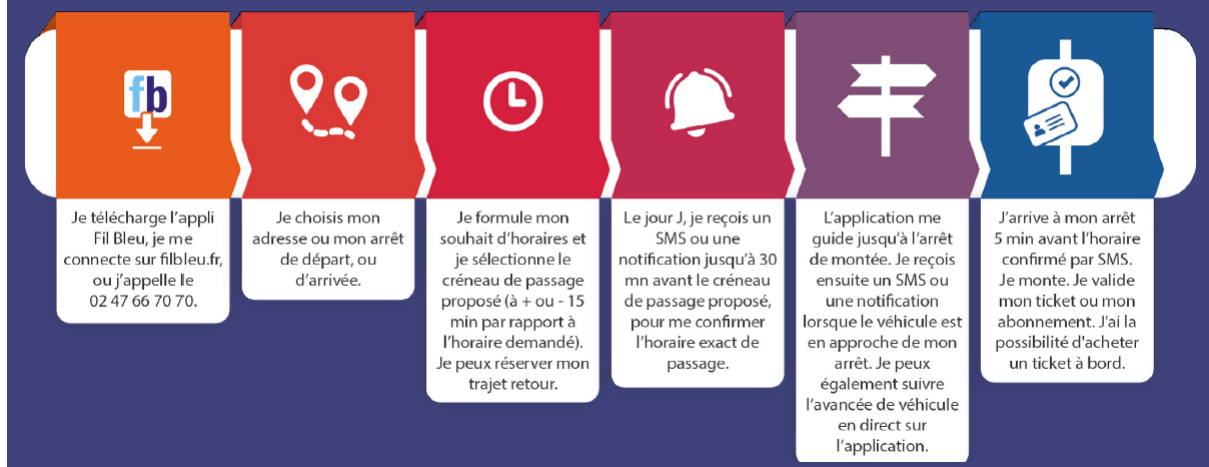 fb
Je télécharge l'appli
Fil Bleu, je me
connecte sur filbleu.fr,
ou j'appelle le
02 47 66 70 70.
Je choisis mon
adresse ou mon arrêt
de départ, ou
d'arrivée.
Je formule mon
souhait d'horaires et
je sélectionne le
créneau de passage
proposé (à + ou - 15
min par rapport à
l'horaire demandé).
Je peux réserver mon
trajet retour.
Le jour J, je reçois un
SMS ou une
notification jusqu'à 30
mn avant le créneau
de passage proposé,
pour me confirmer
l'horaire exact de
passage.
L'application me
guide jusqu'à l'arrêt
de montée. Je reçois
ensuite un SMS ou
une notification
lorsque le véhicule est
en approche de mon
arrêt. Je peux
également suivre
l'avancée de véhicule
en direct sur
l'application.
J'arrive à mon arrêt
5 min avant l'horaire
confirmé par SMS.
Je monte. Je valide
mon ticket ou mon
abonnement. J'ai la
possibilité d'acheter
un ticket à bord.